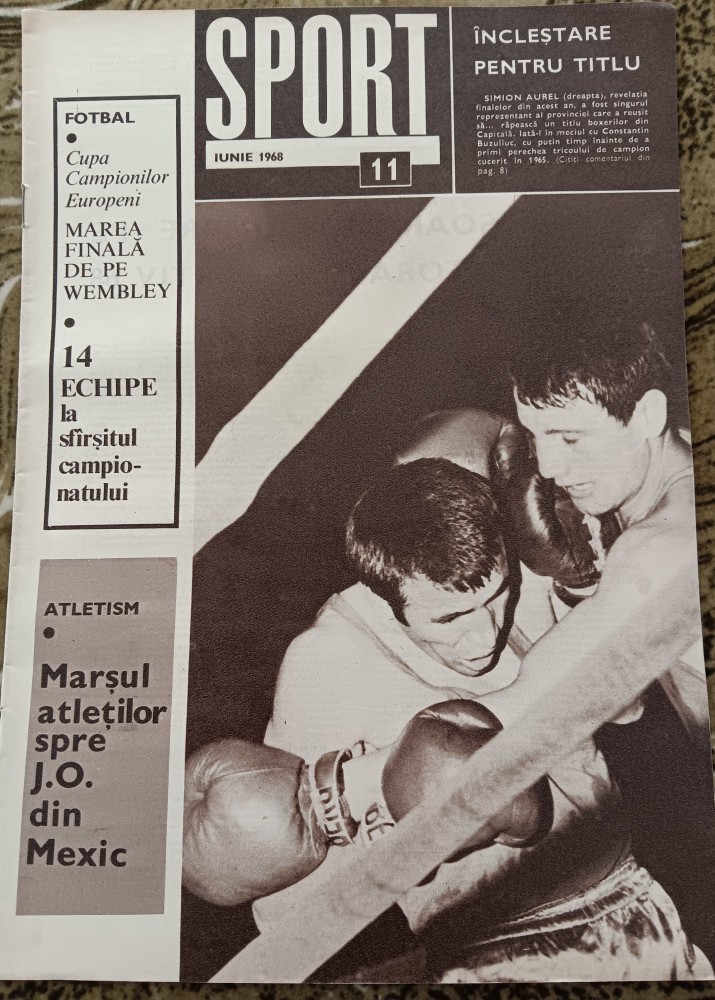 SPORT
IUNIE 1968
11
ÎNCLEȘTARE
PENTRU TITLU
SIMION AUREL (dreapta), revelația
finalelor din acest an, a fost singurul
reprezentant al provinciei care a reușit
să... răpească un titlu boxerilor din
Capitală. Iată-l în meciul cu Constantin
Buzuliuc, cu puțin timp înainte de a
primi perechea tricoului de campion
cucerit în 1965. (Citiți comentariul din
pag. 8)
FOTBAL
●
Cupa
Campionilor
Europeni
MAREA
FINALĂ
DE PE
WEMBLEY
●
14
ECHIPE
la
sfîrșitul
campio-
natului
ATLETISM
●
Marșul
atleților
spre
J.O.
din
Mexic